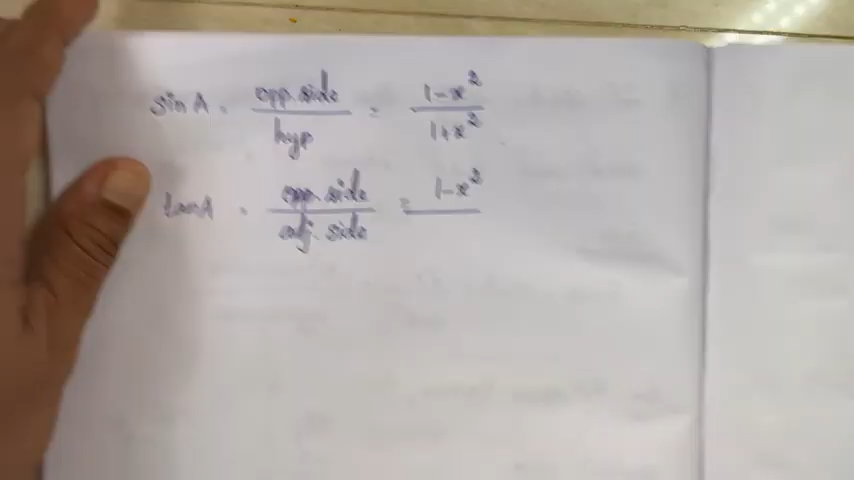 sin A = opp. side / hyp = 1-x² / 1+x²
tan A = opp. side / adj. side = 1-x²